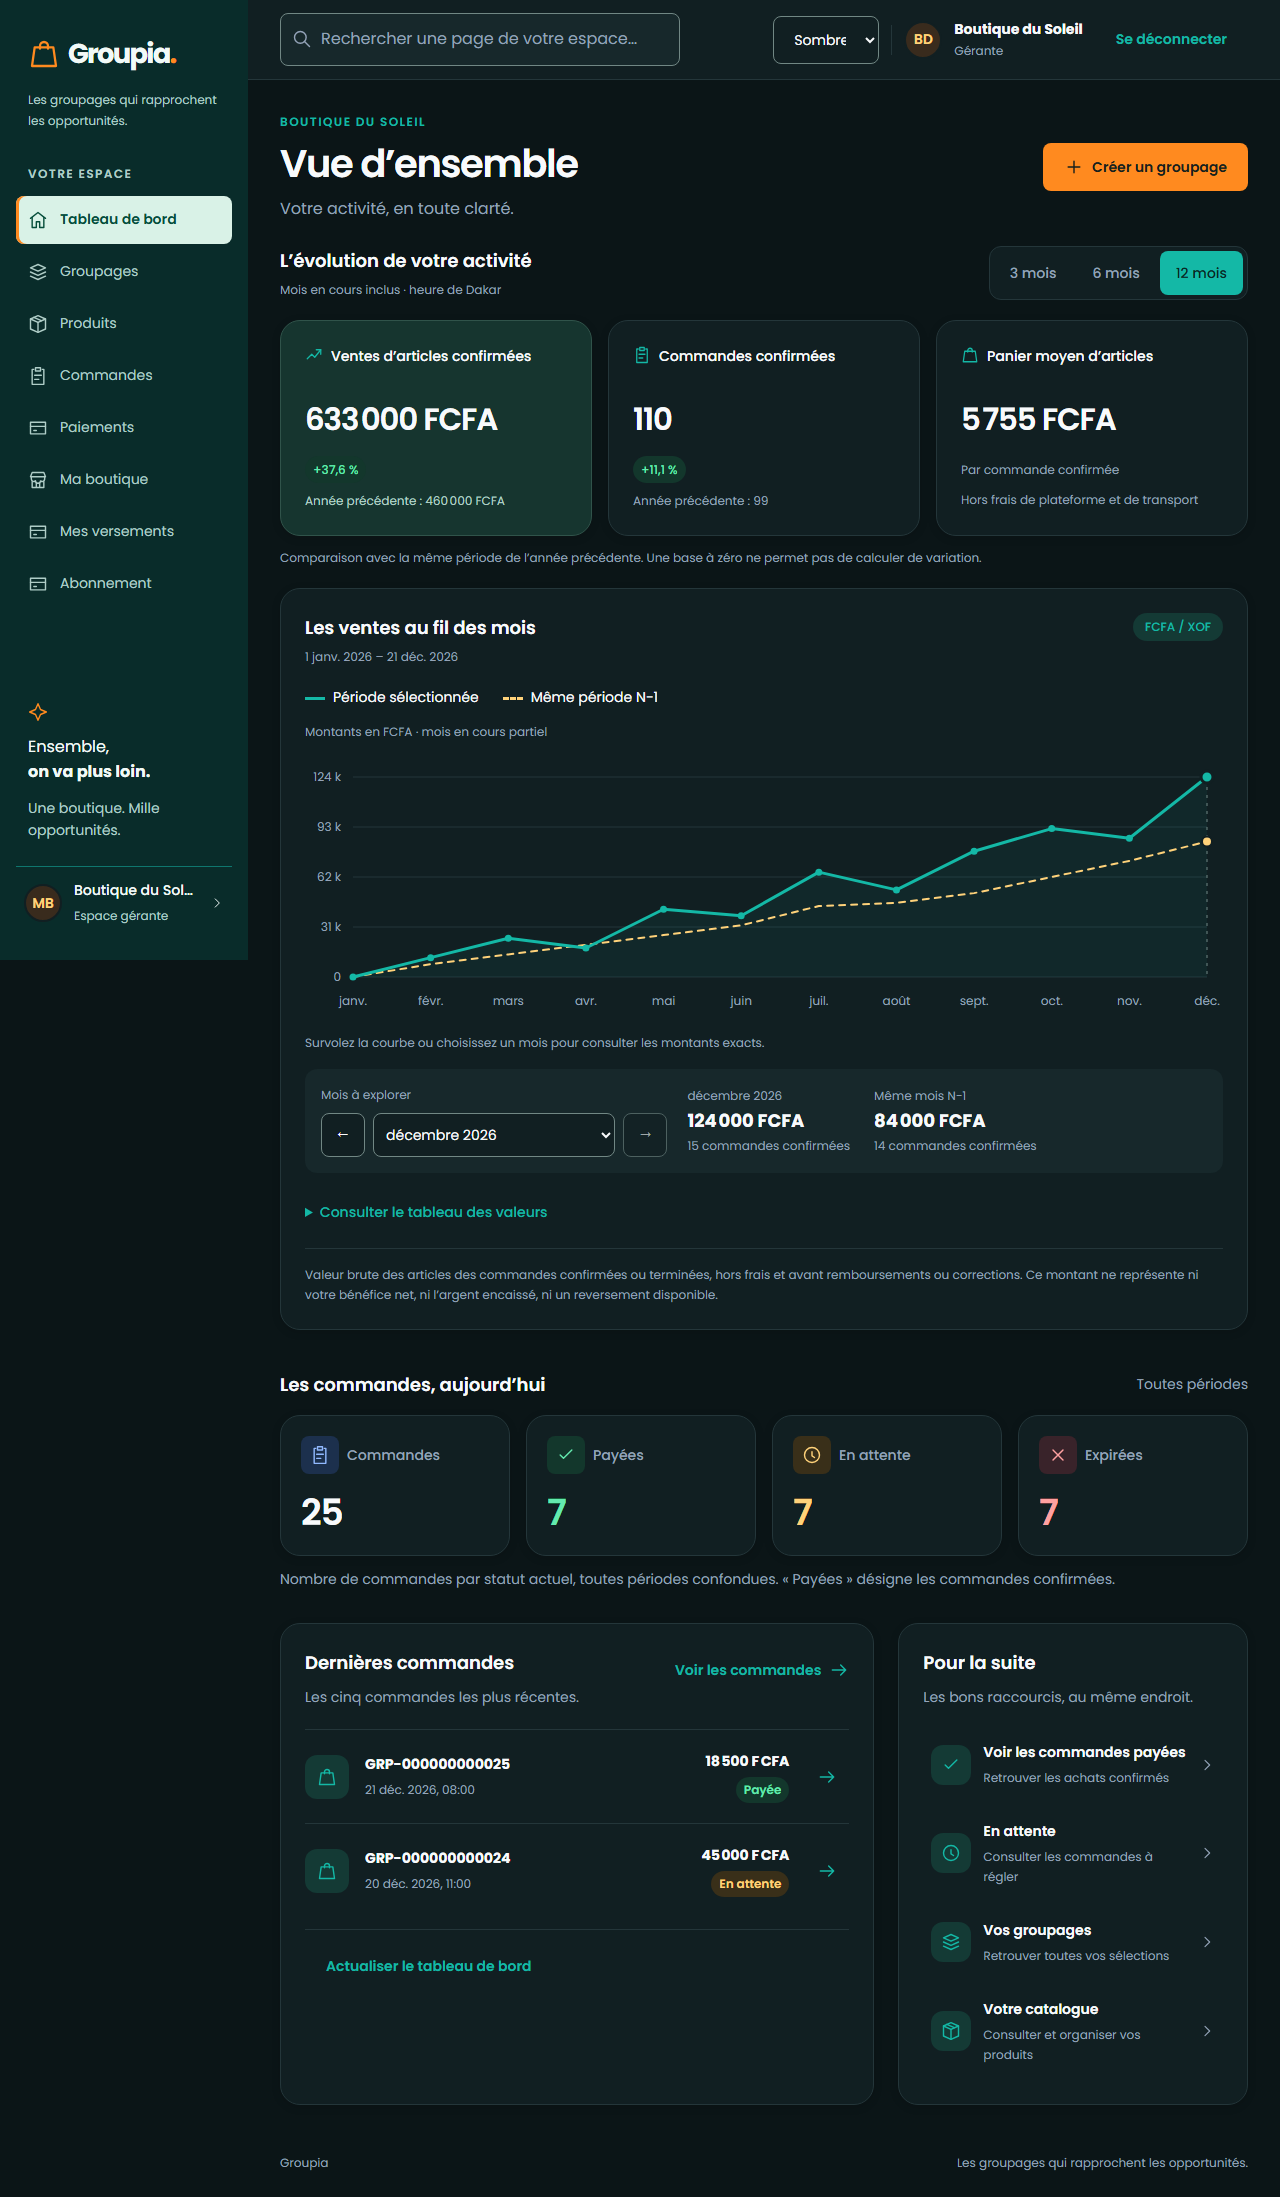 Groupia.
Les groupages qui rapprochent
les opportunités.
VOTRE ESPACE
Tableau de bord
Groupages
Produits
Commandes
Paiements
Ma boutique
Mes versements
Abonnement
Ensemble,
on va plus loin.
Une boutique. Mille
opportunités.
MB
Boutique du Sol...
Espace gérante
Rechercher une page de votre espace...
Sombre
BD
Boutique du Soleil
Gérante
Se déconnecter
BOUTIQUE DU SOLEIL
Vue d’ensemble
Votre activité, en toute clarté.
Créer un groupage
L’évolution de votre activité
Mois en cours inclus · heure de Dakar
3 mois
6 mois
12 mois
Ventes d’articles confirmées
633 000 FCFA
+37,6 %
Année précédente : 460 000 FCFA
Commandes confirmées
110
+11,1 %
Année précédente : 99
Panier moyen d’articles
5 755 FCFA
Par commande confirmée
Hors frais de plateforme et de transport
Comparaison avec la même période de l’année précédente. Une base à zéro ne permet pas de calculer de variation.
Les ventes au fil des mois
FCFA / XOF
1 janv. 2026 – 21 déc. 2026
Période sélectionnée
Même période N-1
Montants en FCFA · mois en cours partiel
124 k
93 k
62 k
31 k
0
janv.
févr.
mars
avr.
mai
juin
juil.
août
sept.
oct.
nov.
déc.
Survolez la courbe ou choisissez un mois pour consulter les montants exacts.
Mois à explorer
←
décembre 2026
→
décembre 2026
124 000 FCFA
15 commandes confirmées
Même mois N-1
84 000 FCFA
14 commandes confirmées
Consulter le tableau des valeurs
Valeur brute des articles des commandes confirmées ou terminées, hors frais et avant remboursements ou corrections. Ce montant ne représente ni
votre bénéfice net, ni l’argent encaissé, ni un reversement disponible.
Les commandes, aujourd’hui
Toutes périodes
Commandes
25
Payées
7
En attente
7
Expirées
7
Nombre de commandes par statut actuel, toutes périodes confondues. « Payées » désigne les commandes confirmées.
Dernières commandes
Les cinq commandes les plus récentes.
Voir les commandes
GRP-000000000025
21 déc. 2026, 08:00
18 500 FCFA
Payée
GRP-000000000024
20 déc. 2026, 11:00
45 000 FCFA
En attente
Actualiser le tableau de bord
Pour la suite
Les bons raccourcis, au même endroit.
Voir les commandes payées
Retrouver les achats confirmés
En attente
Consulter les commandes à
régler
Vos groupages
Retrouver toutes vos sélections
Votre catalogue
Consulter et organiser vos
produits
Groupia
Les groupages qui rapprochent les opportunités.